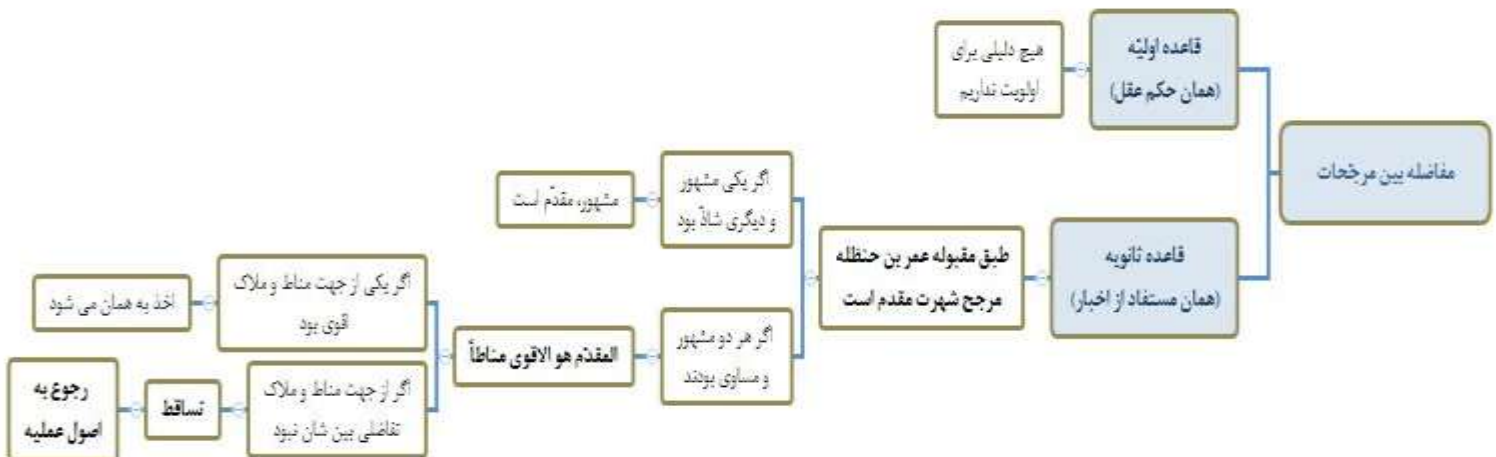 مفاضله بین مرجّحات
قاعده اولیّه
(همان حکم عقل)
هیچ دلیلی برای
اولویت نداریم
قاعده ثانویه
(همان مستفاد از اخبار)
طبق مقبوله عمر بن حنظله
مرجح شهرت مقدم است
اگر یکی مشهور
و دیگری شاذّ بود
مشهور، مقدّم است
اگر هر دو مشهور
و مساوی بودند
المقدّم هو الاقوی مناطاً
اگر یکی از جهت مناط و ملاک
اقوی بود
اخذ به همان می شود
اگر از جهت مناط و ملاک
تفاضلی بین شان نبود
تساقط
رجوع به
اصول عملیه